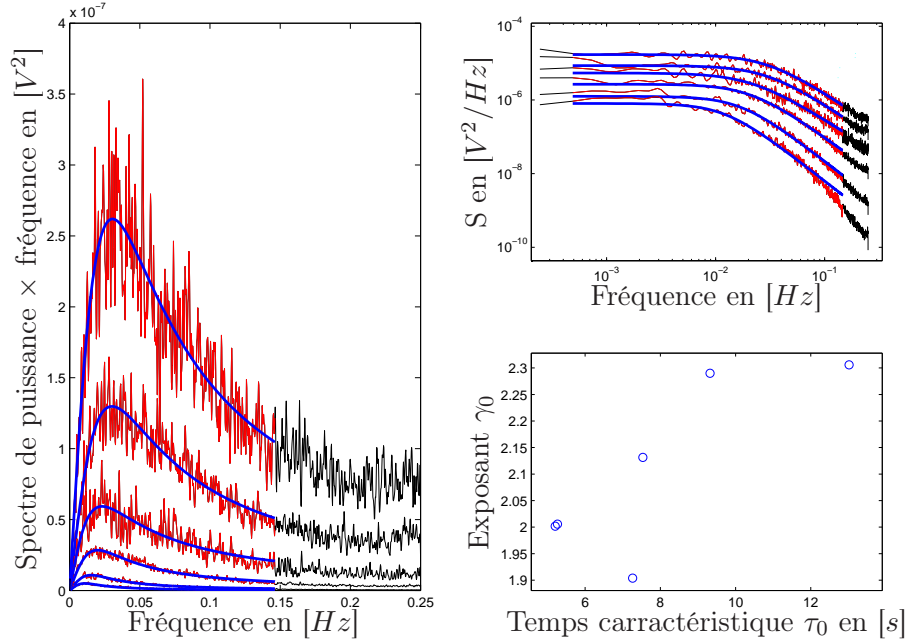 x 10⁻⁷
4
3.5
3
2.5
2
1.5
1
0.5
0
0 0.05 0.1 0.15 0.2 0.25
Fréquence en [Hz]
Spectre de puissance × fréquence en [V²]
10⁻⁴
10⁻⁶
10⁻⁸
10⁻¹⁰
10⁻³ 10⁻² 10⁻¹
Fréquence en [Hz]
S en [V²/Hz]
2.3
2.25
2.2
2.15
2.1
2.05
2
1.95
1.9
6 8 10 12
Temps carractéristique τ₀ en [s]
Exposant γ₀